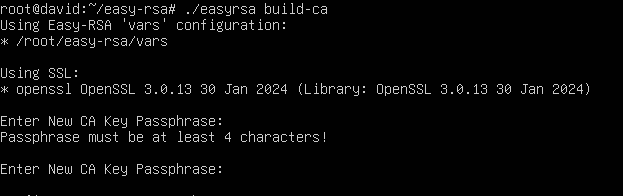 root@david:~/easy-rsa# ./easyrsa build-ca
Using Easy-RSA 'vars' configuration:
* /root/easy-rsa/vars
Using SSL:
* openssl OpenSSL 3.0.13 30 Jan 2024 (Library: OpenSSL 3.0.13 30 Jan 2024)
Enter New CA Key Passphrase:
Passphrase must be at least 4 characters!
Enter New CA Key Passphrase: